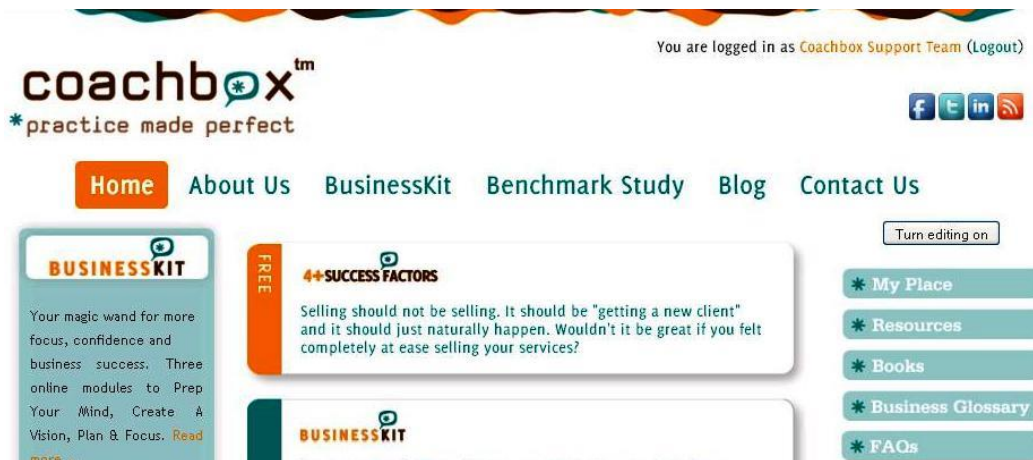 You are logged in as Coachbox Support Team (Logout)
coachbox™
*practice made perfect
Home About Us BusinessKit Benchmark Study Blog Contact Us
Turn editing on
BUSINESSKIT
Your magic wand for more
focus, confidence and
business success. Three
online modules to Prep
Your Mind, Create A
Vision, Plan & Focus. Read
more
FREE
4+SUCCESS FACTORS
Selling should not be selling. It should be "getting a new client"
and it should just naturally happen. Wouldn't it be great if you felt
completely at ease selling your services?
BUSINESSKIT
My Place
Resources
Books
Business Glossary
FAQs